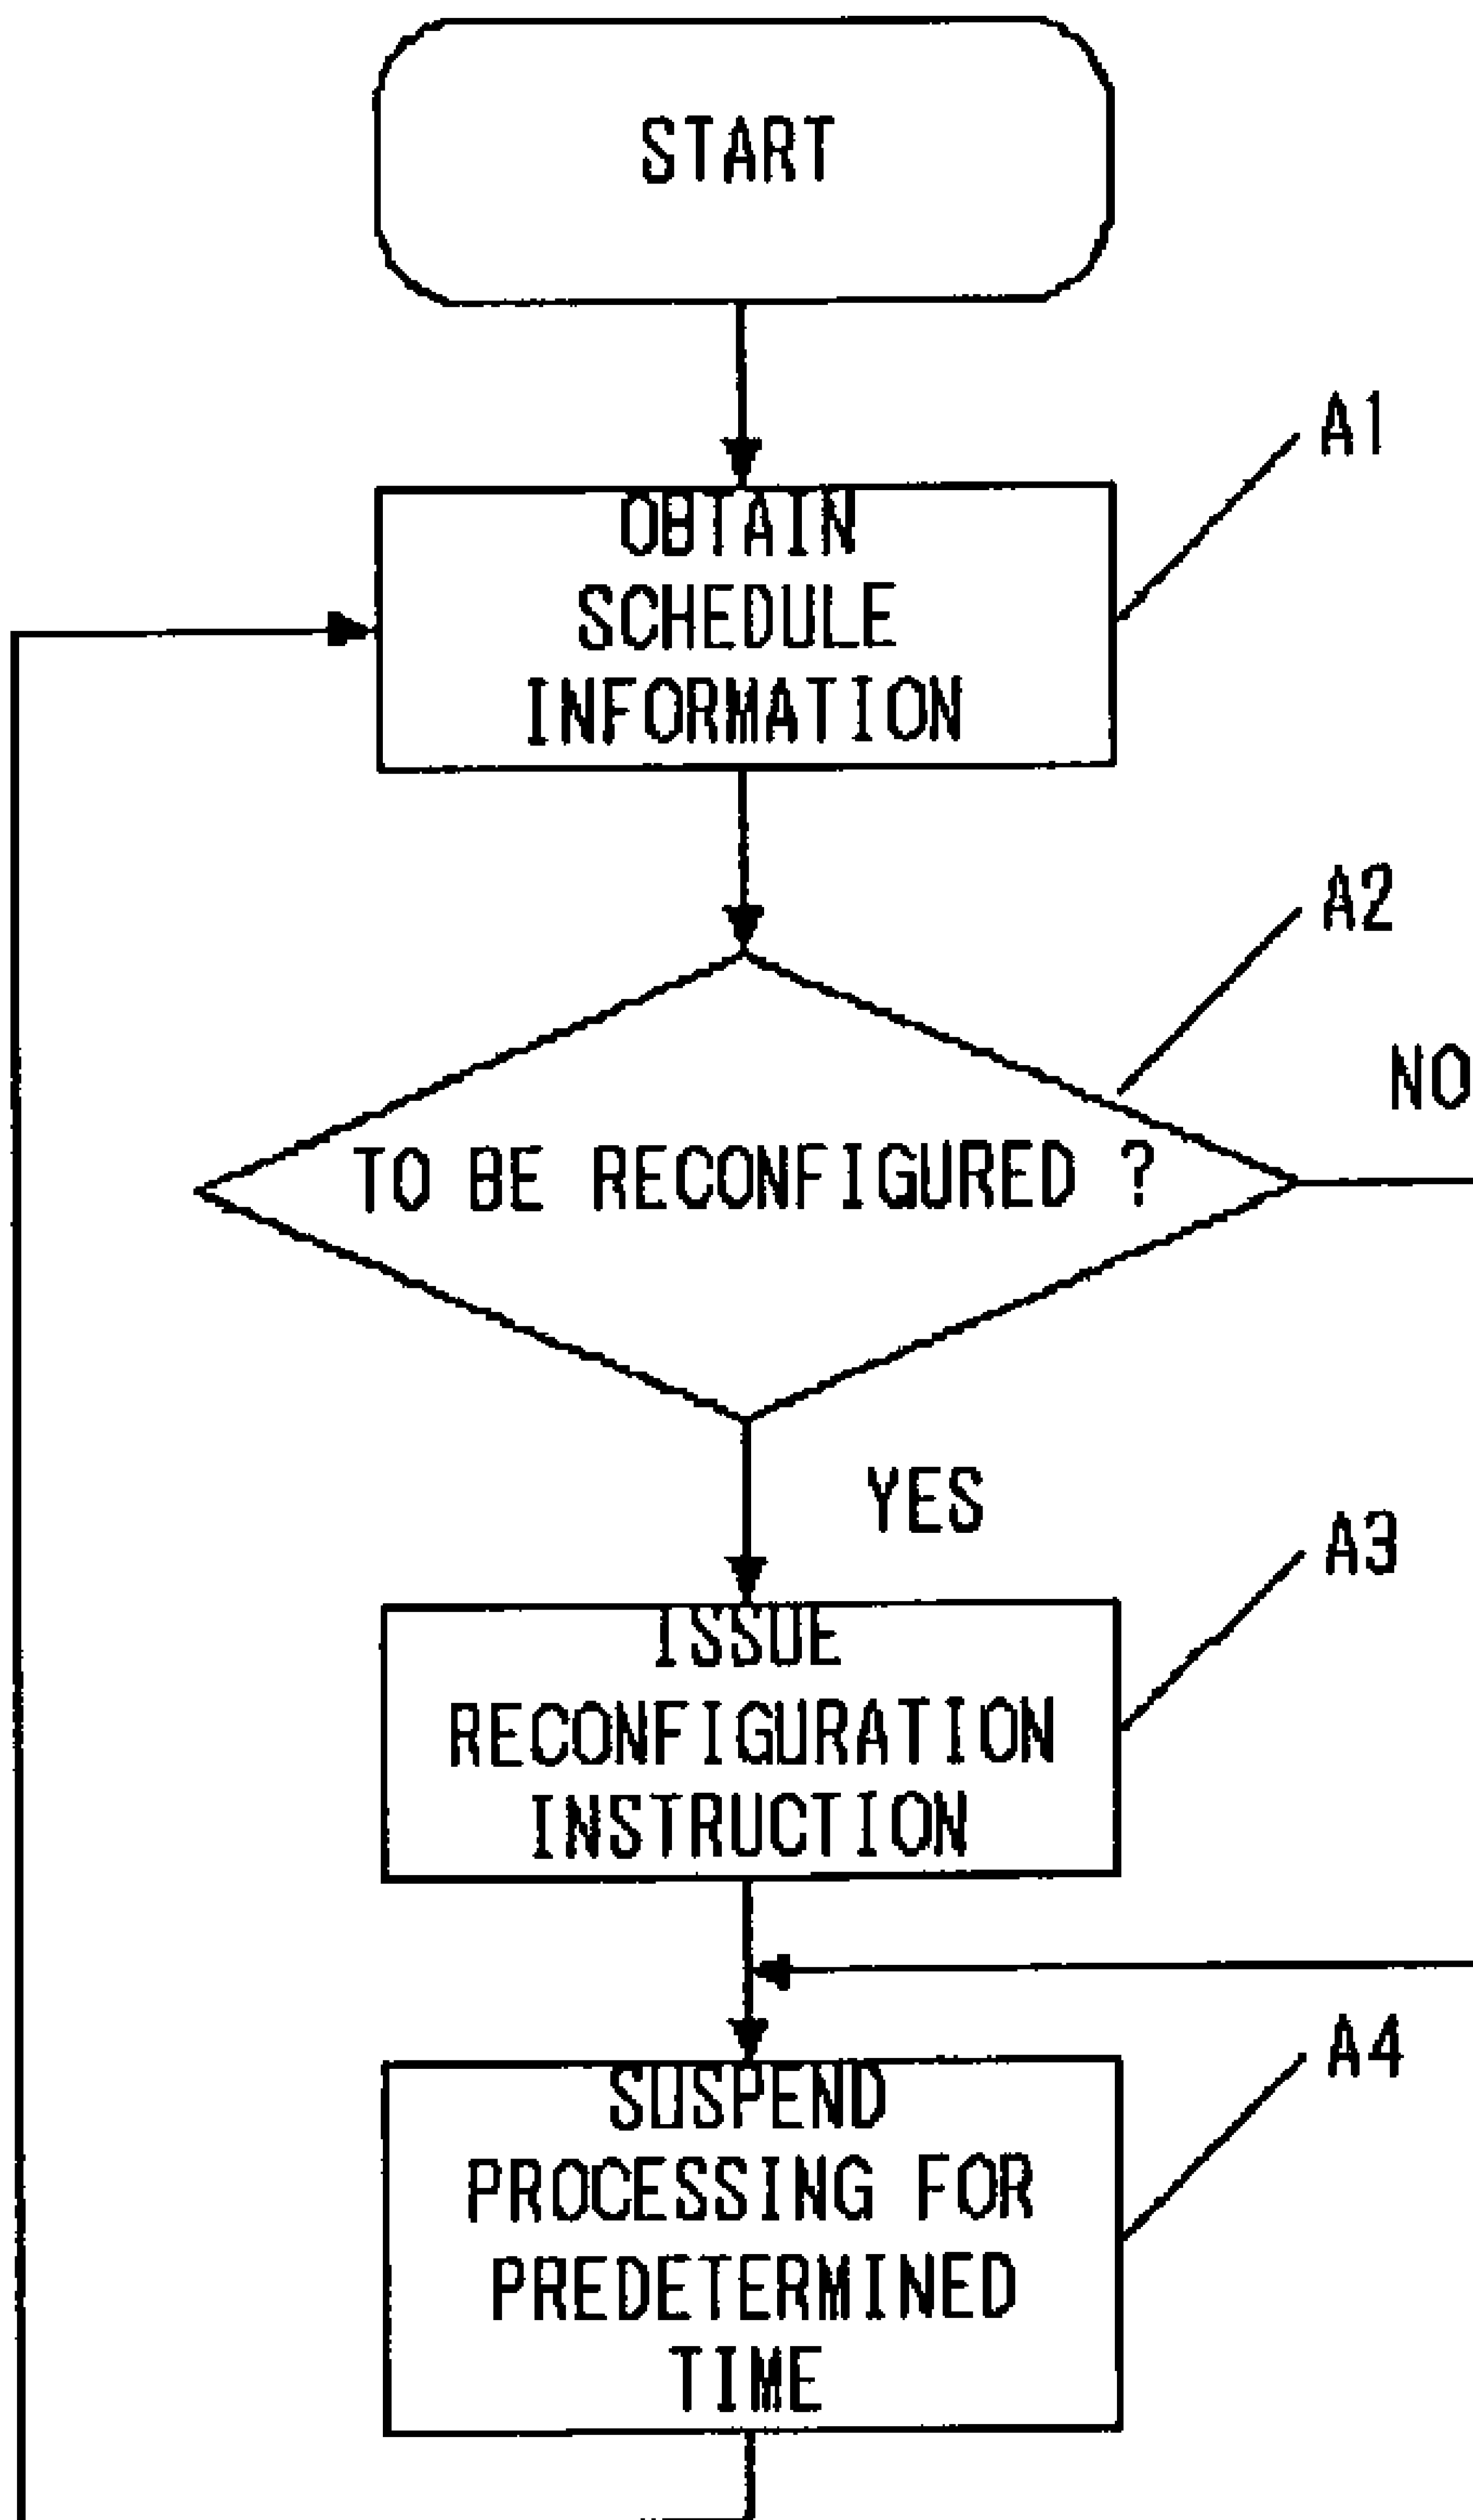 START
A1
OBTAIN
SCHEDULE
INFORMATION
A2
NO
TO BE RECONFIGURED ?
YES
A3
ISSUE
RECONFIGURATION
INSTRUCTION
A4
SUSPEND
PROCESSING FOR
PREDETERMINED
TIME